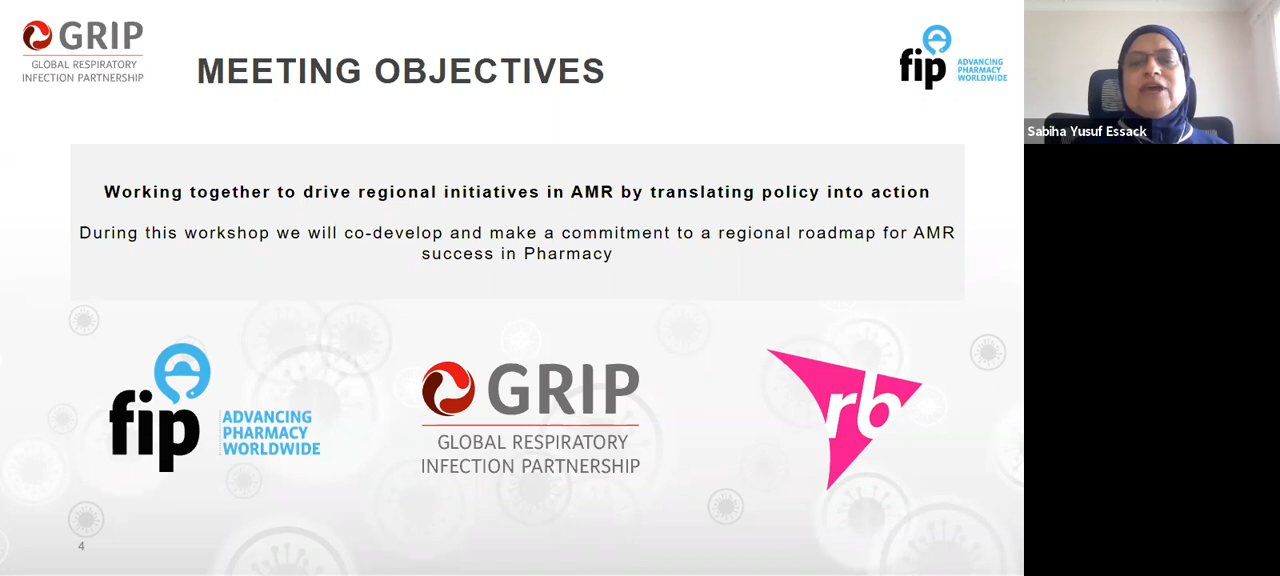 GRIP
GLOBAL RESPIRATORY
INFECTION PARTNERSHIP
MEETING OBJECTIVES
fip
ADVANCING
PHARMACY
WORLDWIDE
Sabiha Yusuf Essack
Working together to drive regional initiatives in AMR by translating policy into action
During this workshop we will co-develop and make a commitment to a regional roadmap for AMR
success in Pharmacy
fip
ADVANCING
PHARMACY
WORLDWIDE
GRIP
GLOBAL RESPIRATORY
INFECTION PARTNERSHIP
rb
4